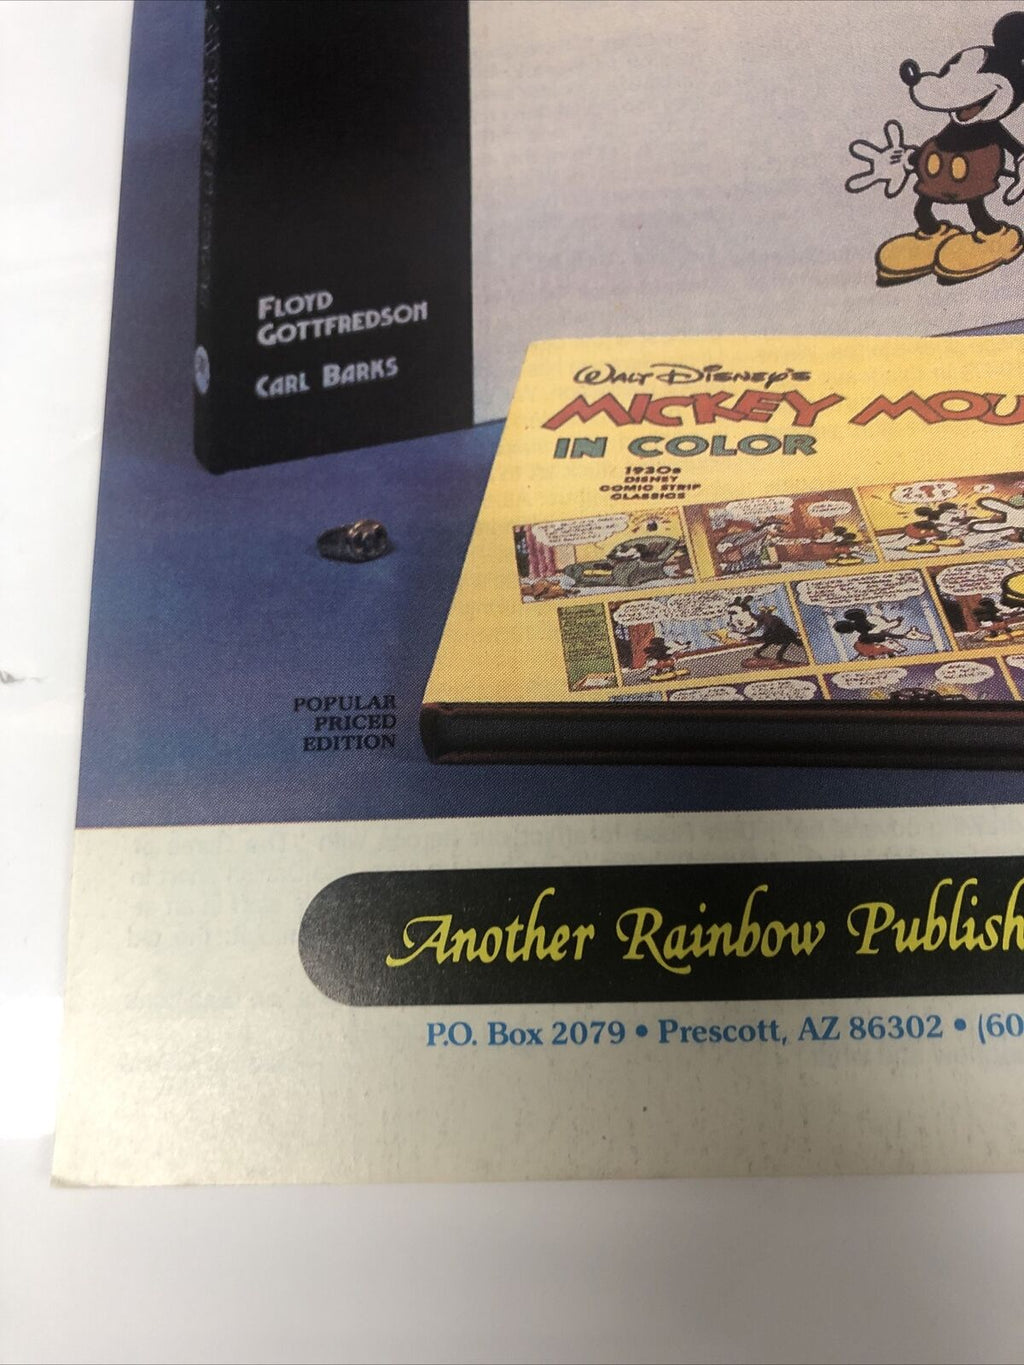 FLOYD
GOTTFREDSON
CARL BARKS
WALT DISNEY'S
MICKEY MOU
IN COLOR
1930s
DISNEY
COMIC STRIP
CLASSICS
POPULAR
PRICED
EDITION
Another Rainbow Publish
P.O. Box 2079 • Prescott, AZ 86302 • (60